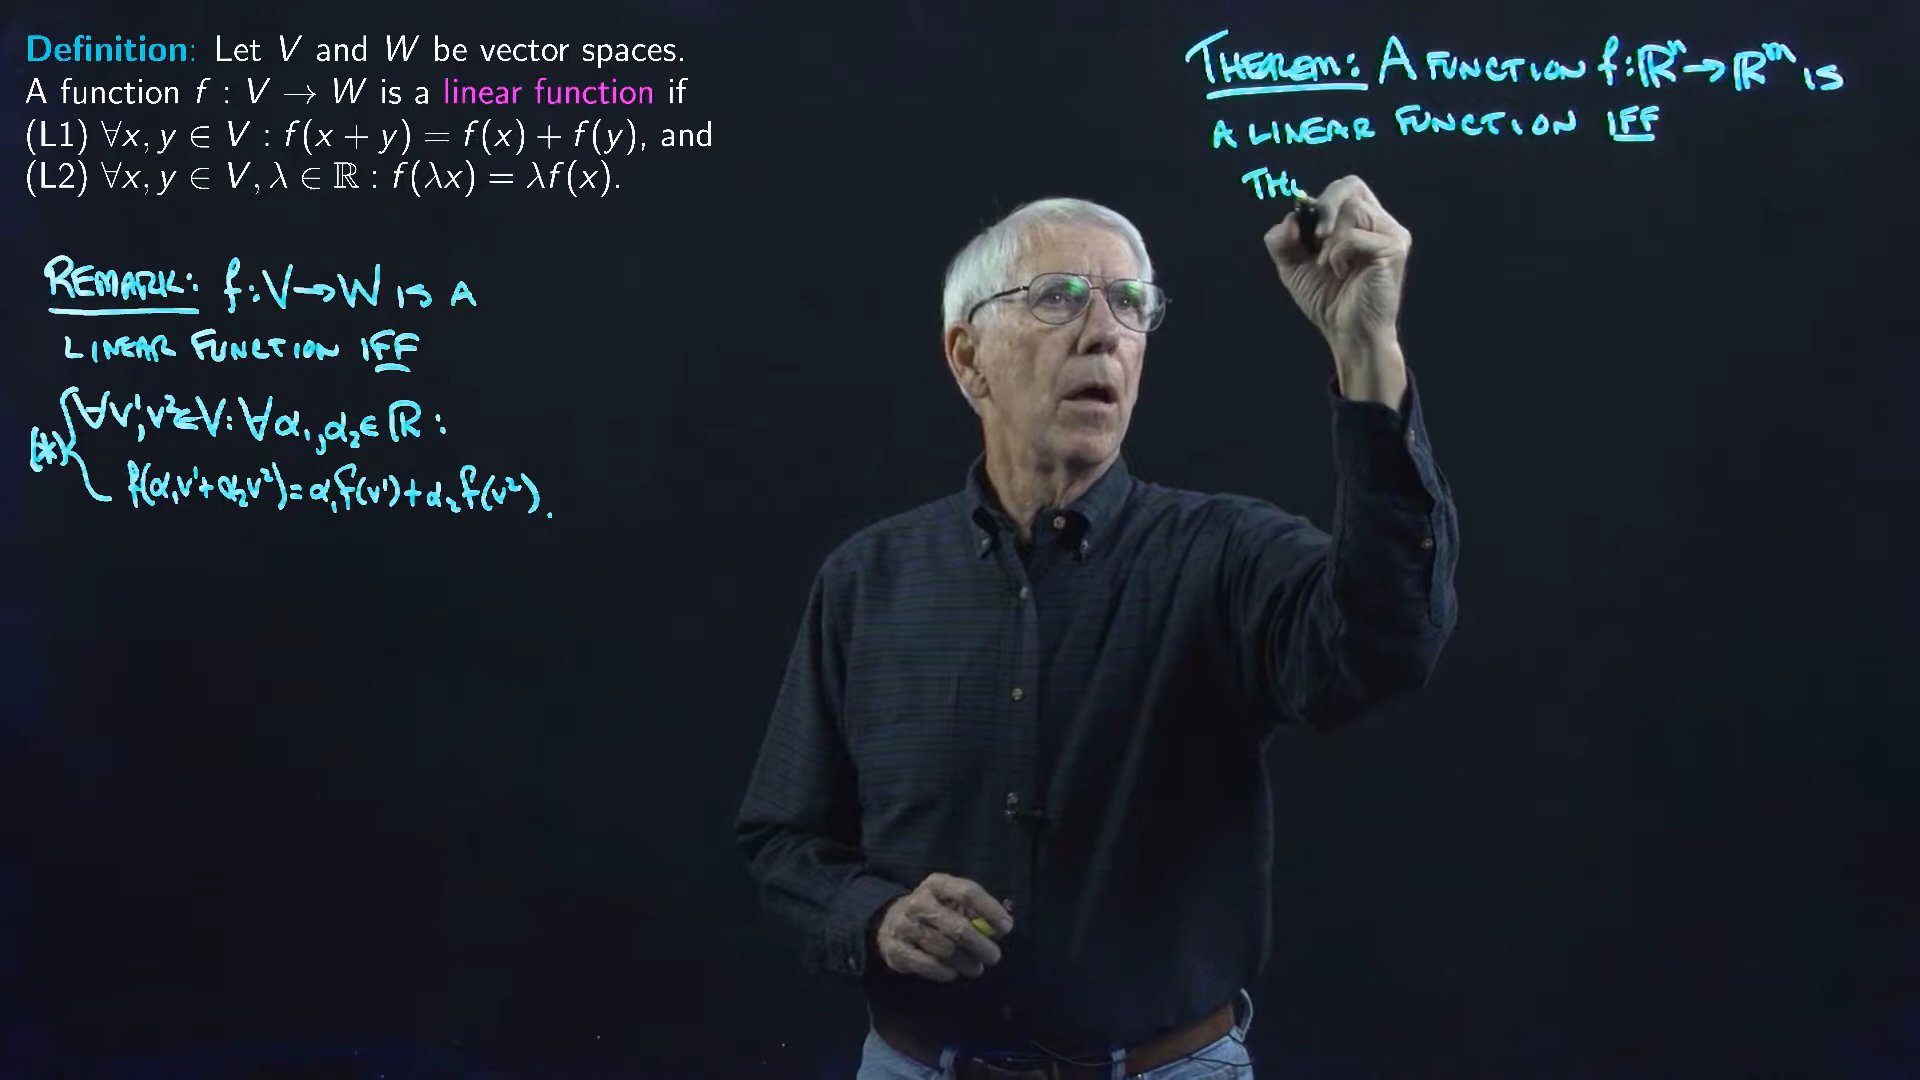 Definition: Let V and W be vector spaces.
A function f : V → W is a linear function if
(L1) ∀x, y ∈ V : f(x + y) = f(x) + f(y), and
(L2) ∀x, y ∈ V, λ ∈ ℝ : f(λx) = λf(x).
REMARK: f: V → W IS A
LINEAR FUNCTION IFF
(*) ∀v¹, v² ∈ V: ∀α₁, α₂ ∈ ℝ :
f(α₁v¹ + α₂v²) = α₁f(v¹) + α₂f(v²).
THEREM: A FUNCTION f: ℝⁿ → ℝᵐ IS
A LINEAR FUNCTION IFF